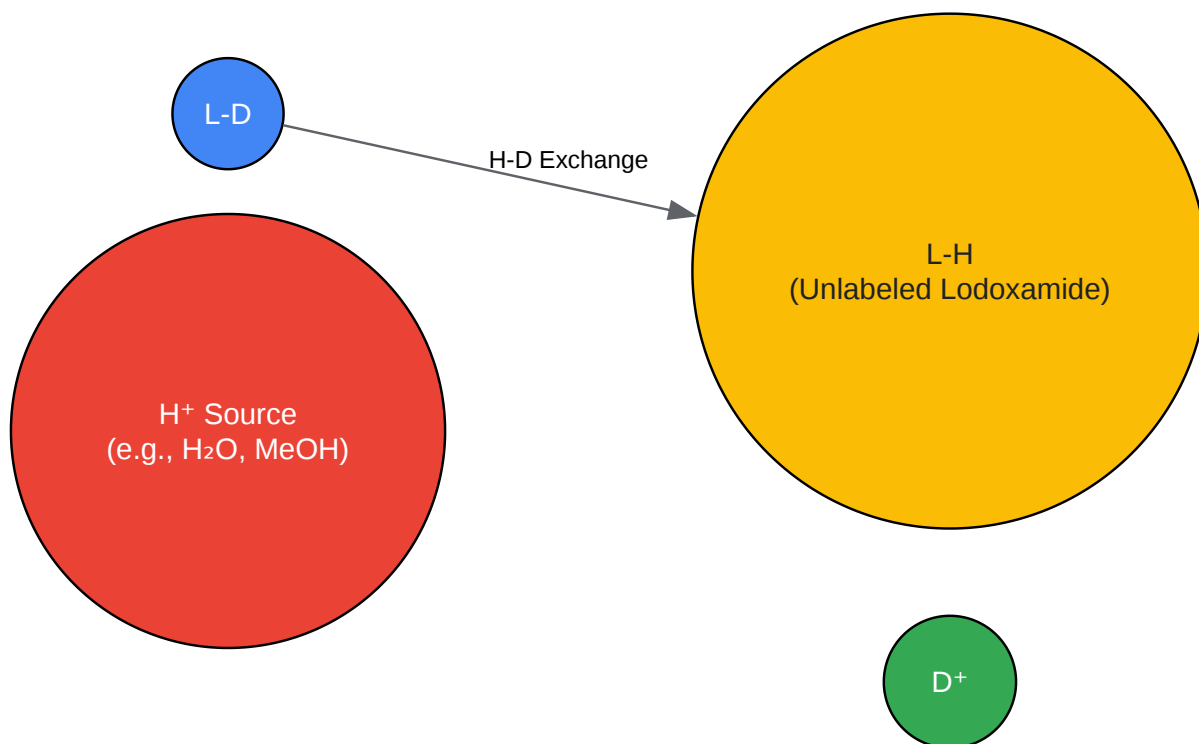 L-D
H-D Exchange
L-H
(Unlabeled Lodoxamide)
H⁺ Source
(e.g., H₂O, MeOH)
D⁺